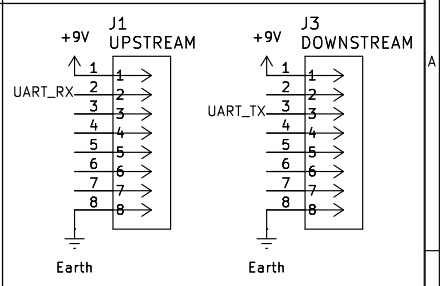 J1
UPSTREAM
+9V
1 1
UART_RX 2 2
3 3
4 4
5 5
6 6
7 7
8 8
Earth
J3
DOWNSTREAM
+9V
1 1
2 2
UART_TX 3 3
4 4
5 5
6 6
7 7
8 8
Earth
A